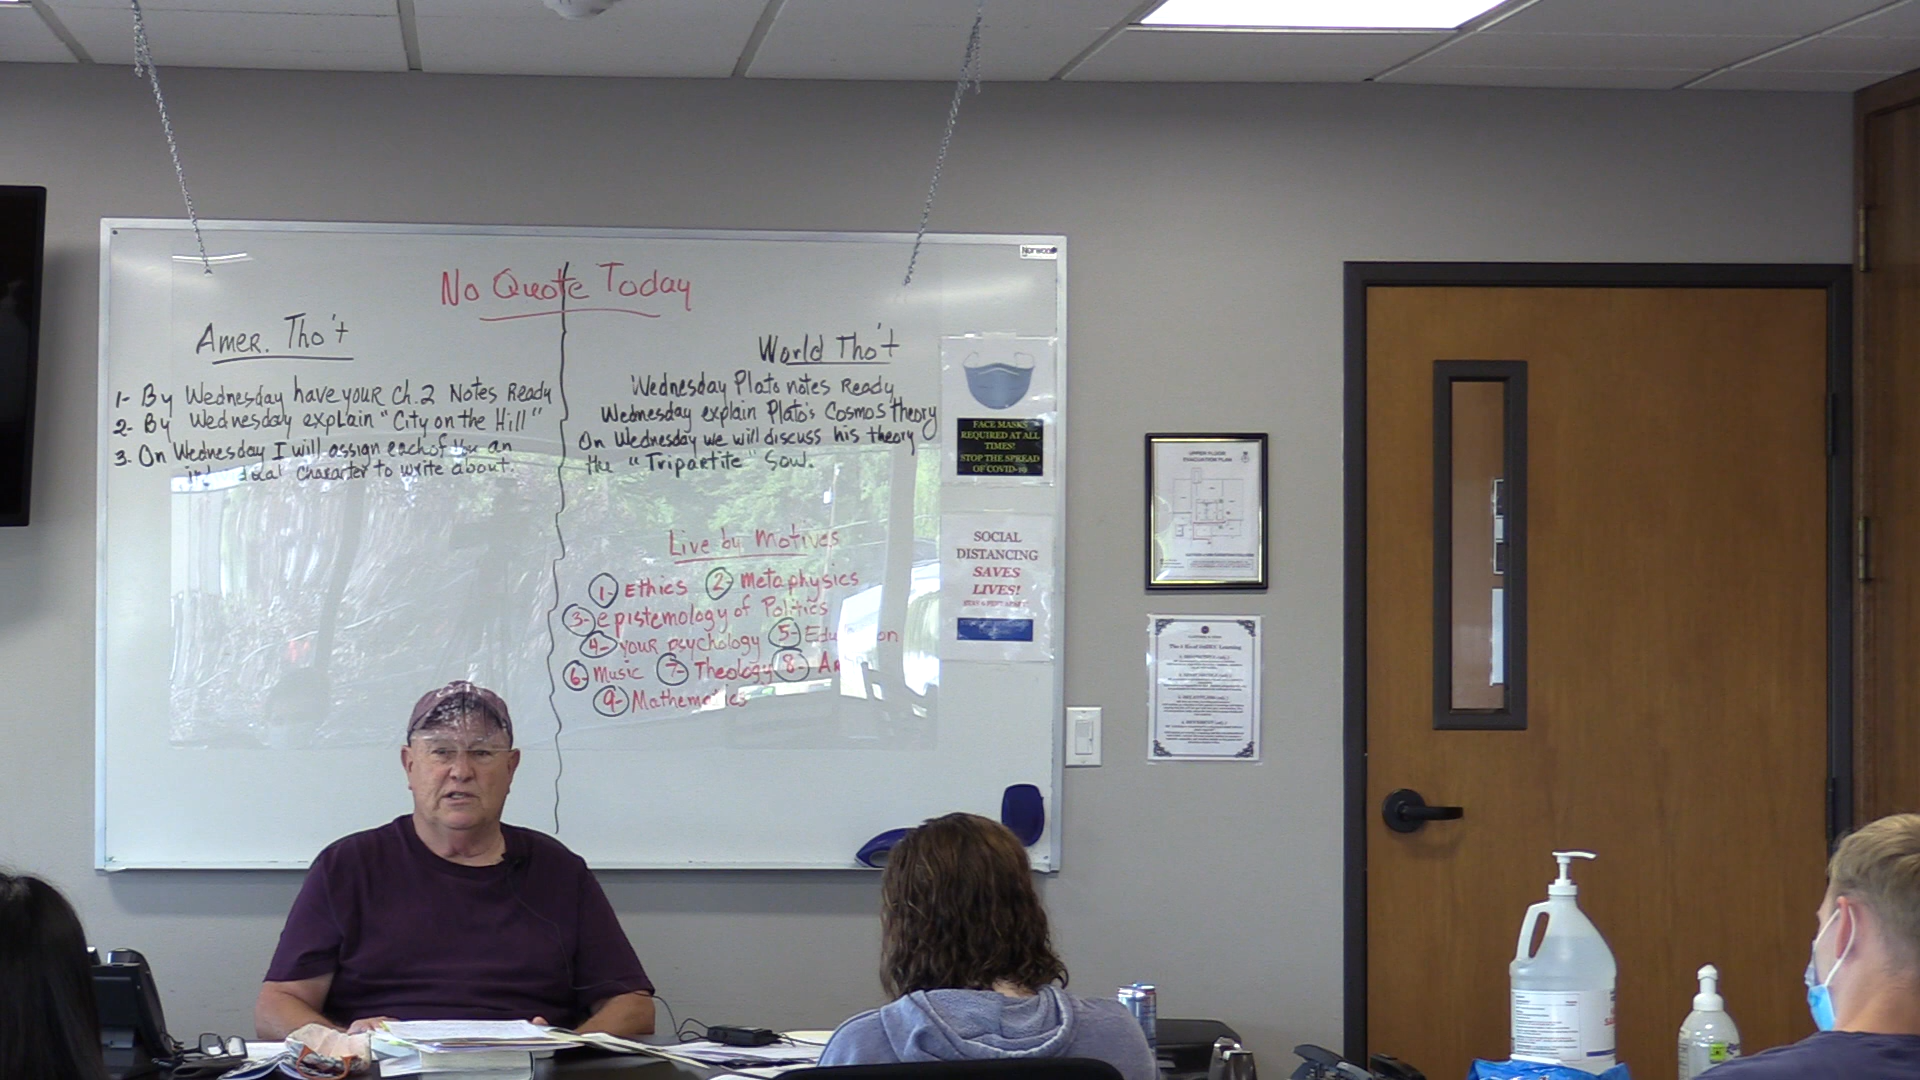 No Quote Today
Amer. Tho't
1- By Wednesday have your Ch.2 Notes Ready
2- By Wednesday explain "City on the Hill"
3. On Wednesday I will assign each of you an
character to write about.
World Tho't
Wednesday Plato notes Ready
Wednesday explain Plato's Cosmos theory
On Wednesday we will discuss his theory
the "Tripartite" Soul.
Live by Motives
1- Ethics 2- Metaphysics
3- epistemology of Politics
4- your psychology 5-
6- Music 7- Theology 8-
9- Mathematics
FACE MASKS
REQUIRED AT ALL
TIMES!
STOP THE SPREAD
OF COVID-19
SOCIAL
DISTANCING
SAVES
LIVES!
UPPER FLOOR
EVACUATION PLAN